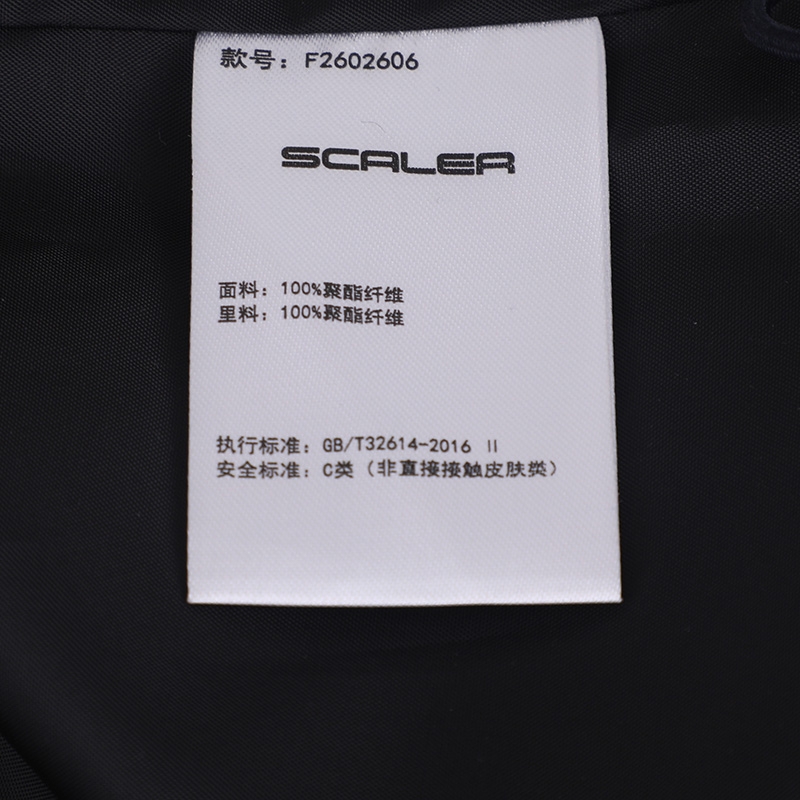 款号：F2602606
SCALER
面料：100%聚酯纤维
里料：100%聚酯纤维
执行标准：GB/T32614-2016 II
安全标准：C类（非直接接触皮肤类）